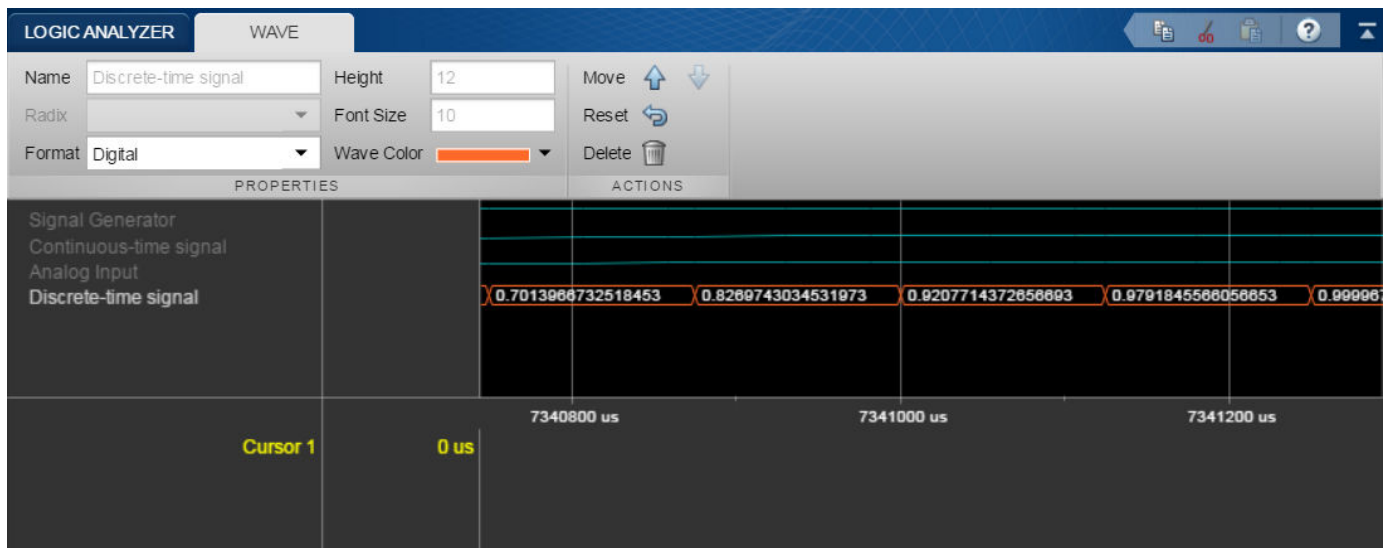 LOGIC ANALYZER WAVE
Name Discrete-time signal Height 12 Move
Radix Font Size 10 Reset
Format Digital Wave Color Delete
PROPERTIES ACTIONS
Signal Generator
Continuous-time signal
Analog Input
Discrete-time signal 0.7013966732518453 0.8269743034531973 0.9207714372656693 0.9791845566056653 0.999967
7340800 us 7341000 us 7341200 us
Cursor 1 0 us